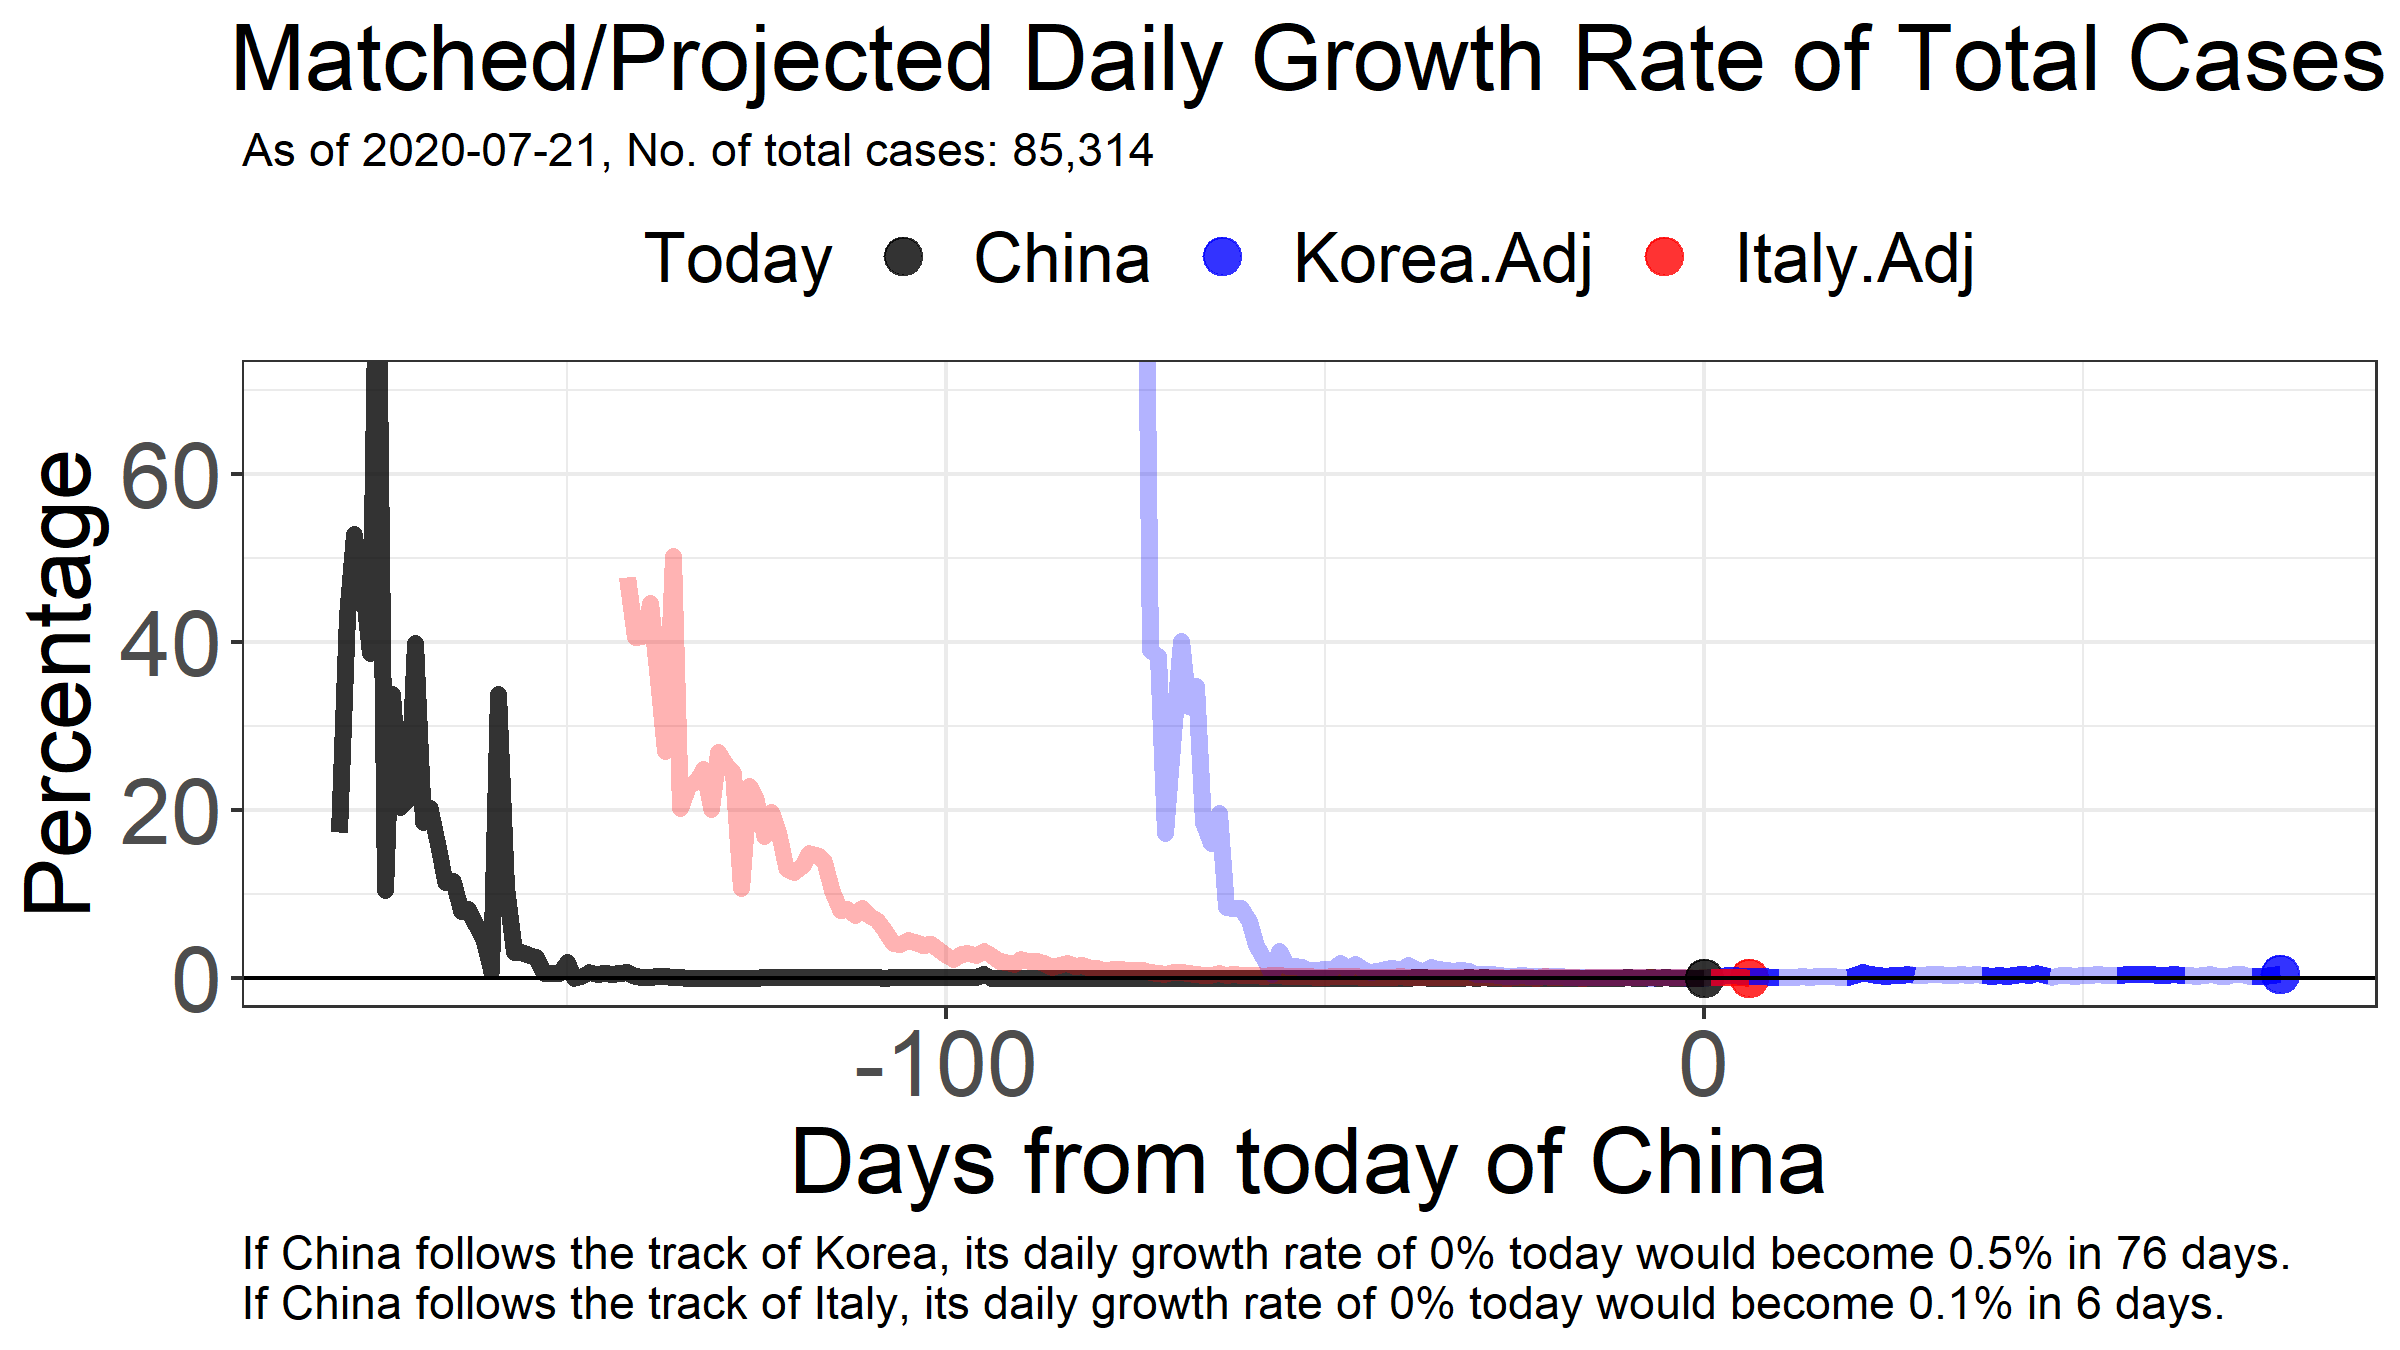 Matched/Projected Daily Growth Rate of Total Cases
As of 2020-07-21, No. of total cases: 85,314
Today China Korea.Adj Italy.Adj
Percentage
60
40
20
0
-100 0
Days from today of China
If China follows the track of Korea, its daily growth rate of 0% today would become 0.5% in 76 days.
If China follows the track of Italy, its daily growth rate of 0% today would become 0.1% in 6 days.